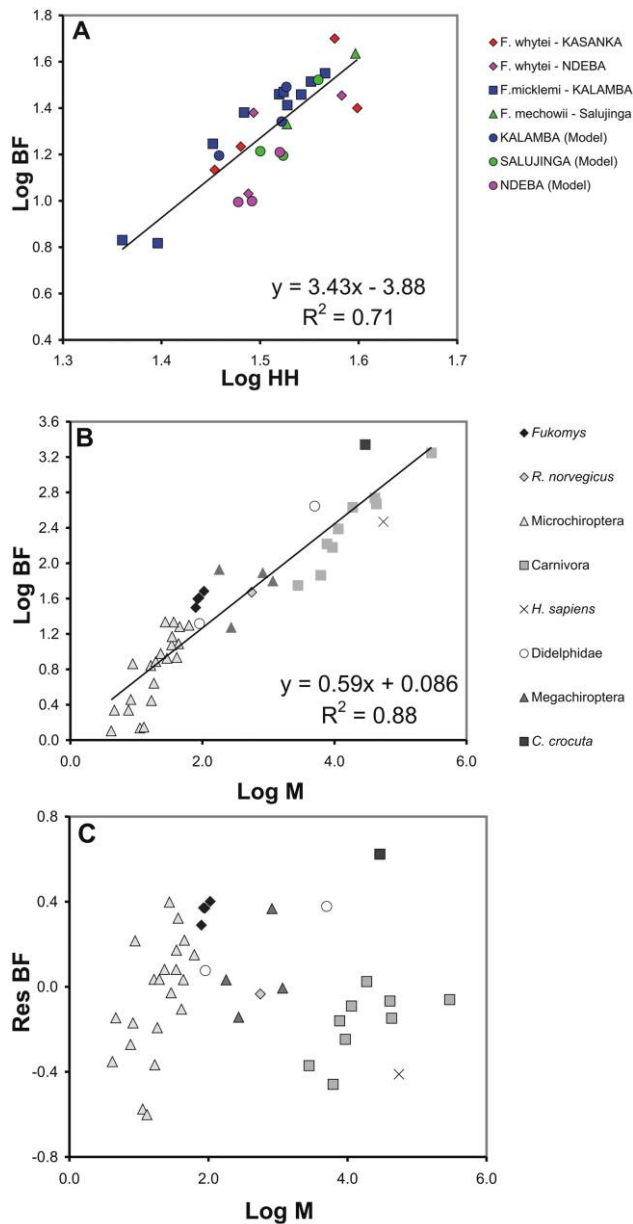 A
Log BF
1.8
1.6
1.4
1.2
1.0
0.8
0.6
0.4
y = 3.43x - 3.88
R² = 0.71
1.3 1.4 1.5 1.6 1.7
Log HH
F. whytei - KASANKA
F. whytei - NDEBA
F.micklemi - KALAMBA
F. mechowii - Salujinga
KALAMBA (Model)
SALUJINGA (Model)
NDEBA (Model)
B
Log BF
3.6
3.2
2.8
2.4
2.0
1.6
1.2
0.8
0.4
0.0
y = 0.59x + 0.086
R² = 0.88
0.0 2.0 4.0 6.0
Log M
Fukomys
R. norvegicus
Microchiroptera
Carnivora
H. sapiens
Didelphidae
Megachiroptera
C. crocuta
C
Res BF
0.8
0.4
0.0
-0.4
-0.8
0.0 2.0 4.0 6.0
Log M